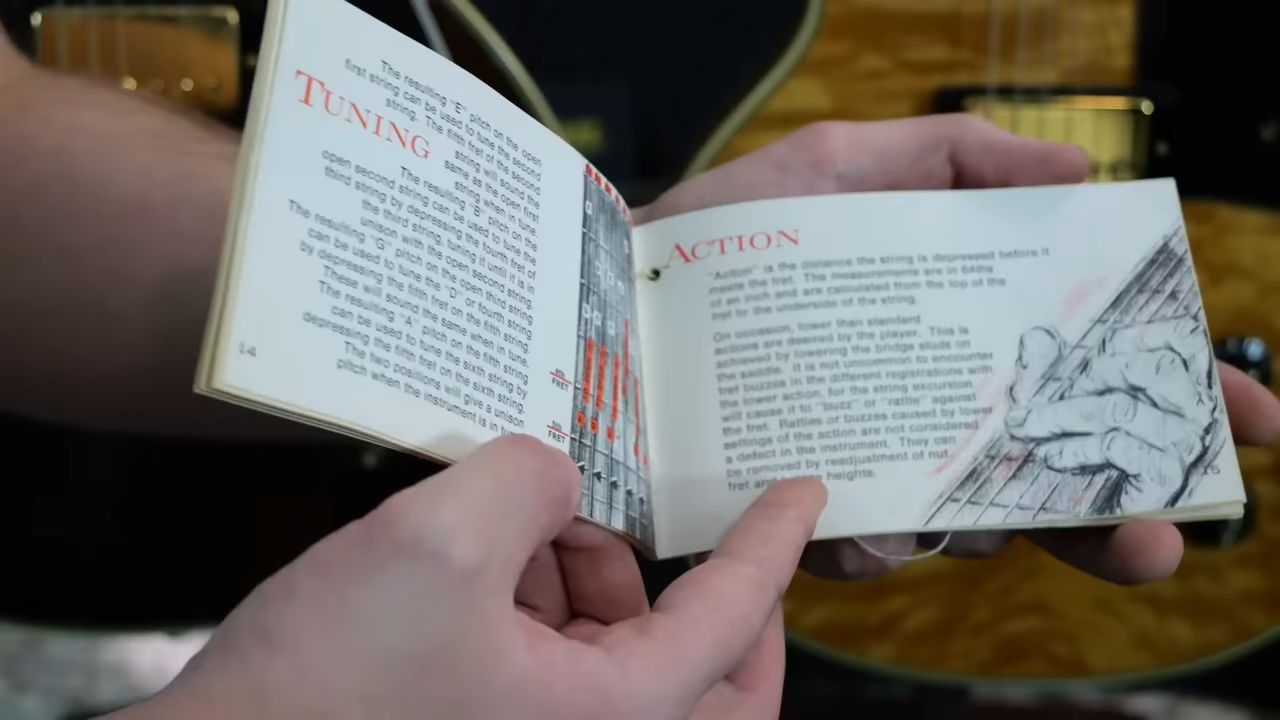 The resulting "E" pitch on the open
first string can be used to tune the second
string. The fifth fret of the second
string will sound the
same as the open first
string when in tune.
TUNING
The resulting "B" pitch on the
open second string can be used to tune the
third string by depressing the fourth fret of
the third string, tuning it until it is in
unison with the open second string.
The resulting "G" pitch on the open third string
can be used to tune the "D" or fourth string
by depressing the fifth fret on the fifth string.
These will sound the same when in tune.
The resulting "A" pitch on the fifth string
can be used to tune the sixth string by
depressing the fifth fret on the sixth string.
The two positions will give a unison
pitch when the instrument is in
14
FRET
5th
FRET
ACTION
"Action" is the distance the string is depressed before it
meets the fret. The measurements are in 64ths
of an inch and are calculated from the top of the
fret to the underside of the string.
On occasion, lower than standard
actions are desired by the player. This is
achieved by lowering the bridge studs on
the saddle. It is not uncommon to encounter
fret buzzes in the different registrations with
the lower action, for the string excursion
will cause it to "buzz" or "rattle" against
the fret. Rattles or buzzes caused by lower
settings of the action are not considered
a defect in the instrument. They can
be removed by readjustment of nut,
fret and heights.
15